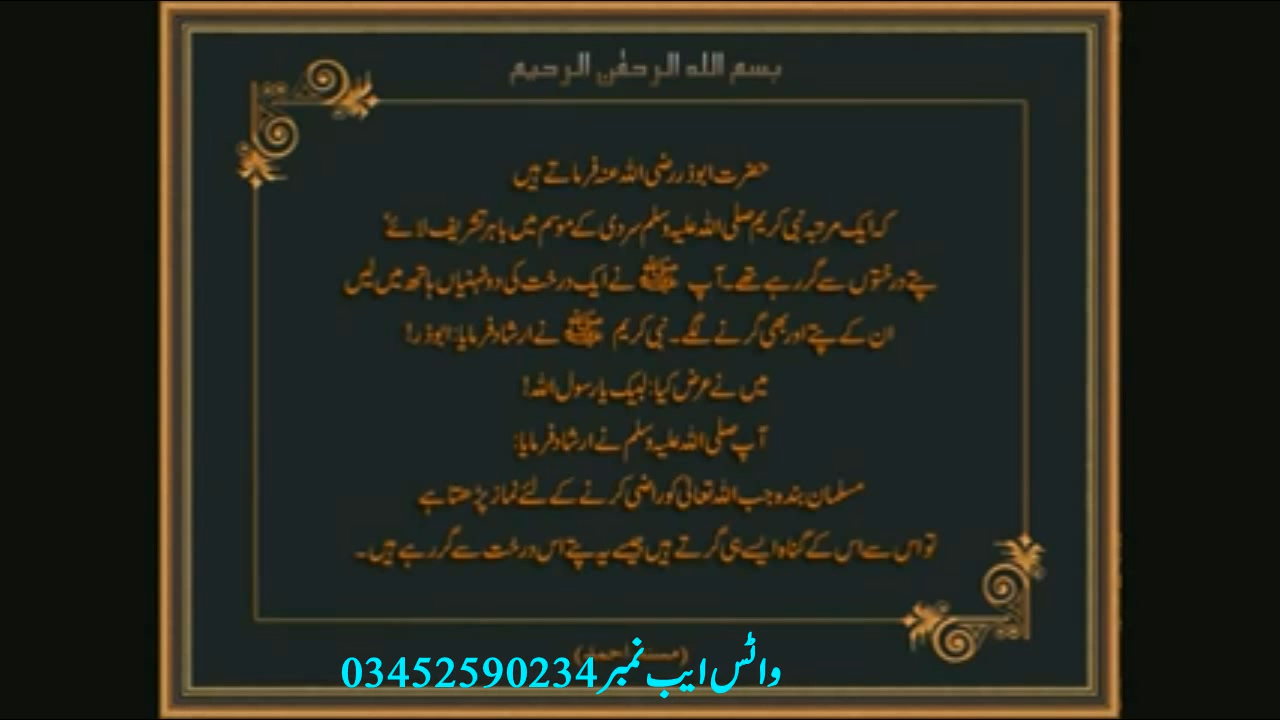 بسم الله الرحمٰن الرحيم
حضرت ابوذر رضی اللہ عنہ فرماتے ہیں
کہ ایک مرتبہ نبی کریم صلی اللہ علیہ وسلم سردی کے موسم میں باہر تشریف لائے
پتے درختوں سے گر رہے تھے۔ آپ ﷺ نے ایک درخت کی دو ٹہنیاں ہاتھ میں لیں
ان کے پتے اور بھی گرنے لگے۔ نبی کریم ﷺ نے ارشاد فرمایا: ابوذر!
میں نے عرض کیا: لبیک یا رسول اللہ!
آپ صلی اللہ علیہ وسلم نے ارشاد فرمایا:
مسلمان بندہ جب اللہ تعالیٰ کو راضی کرنے کے لئے نماز پڑھتا ہے
تو اس سے اس کے گناہ ایسے ہی گرتے ہیں جیسے یہ پتے اس درخت سے گر رہے ہیں۔
(مسند احمد)
واٹس ایپ نمبر 03452590234